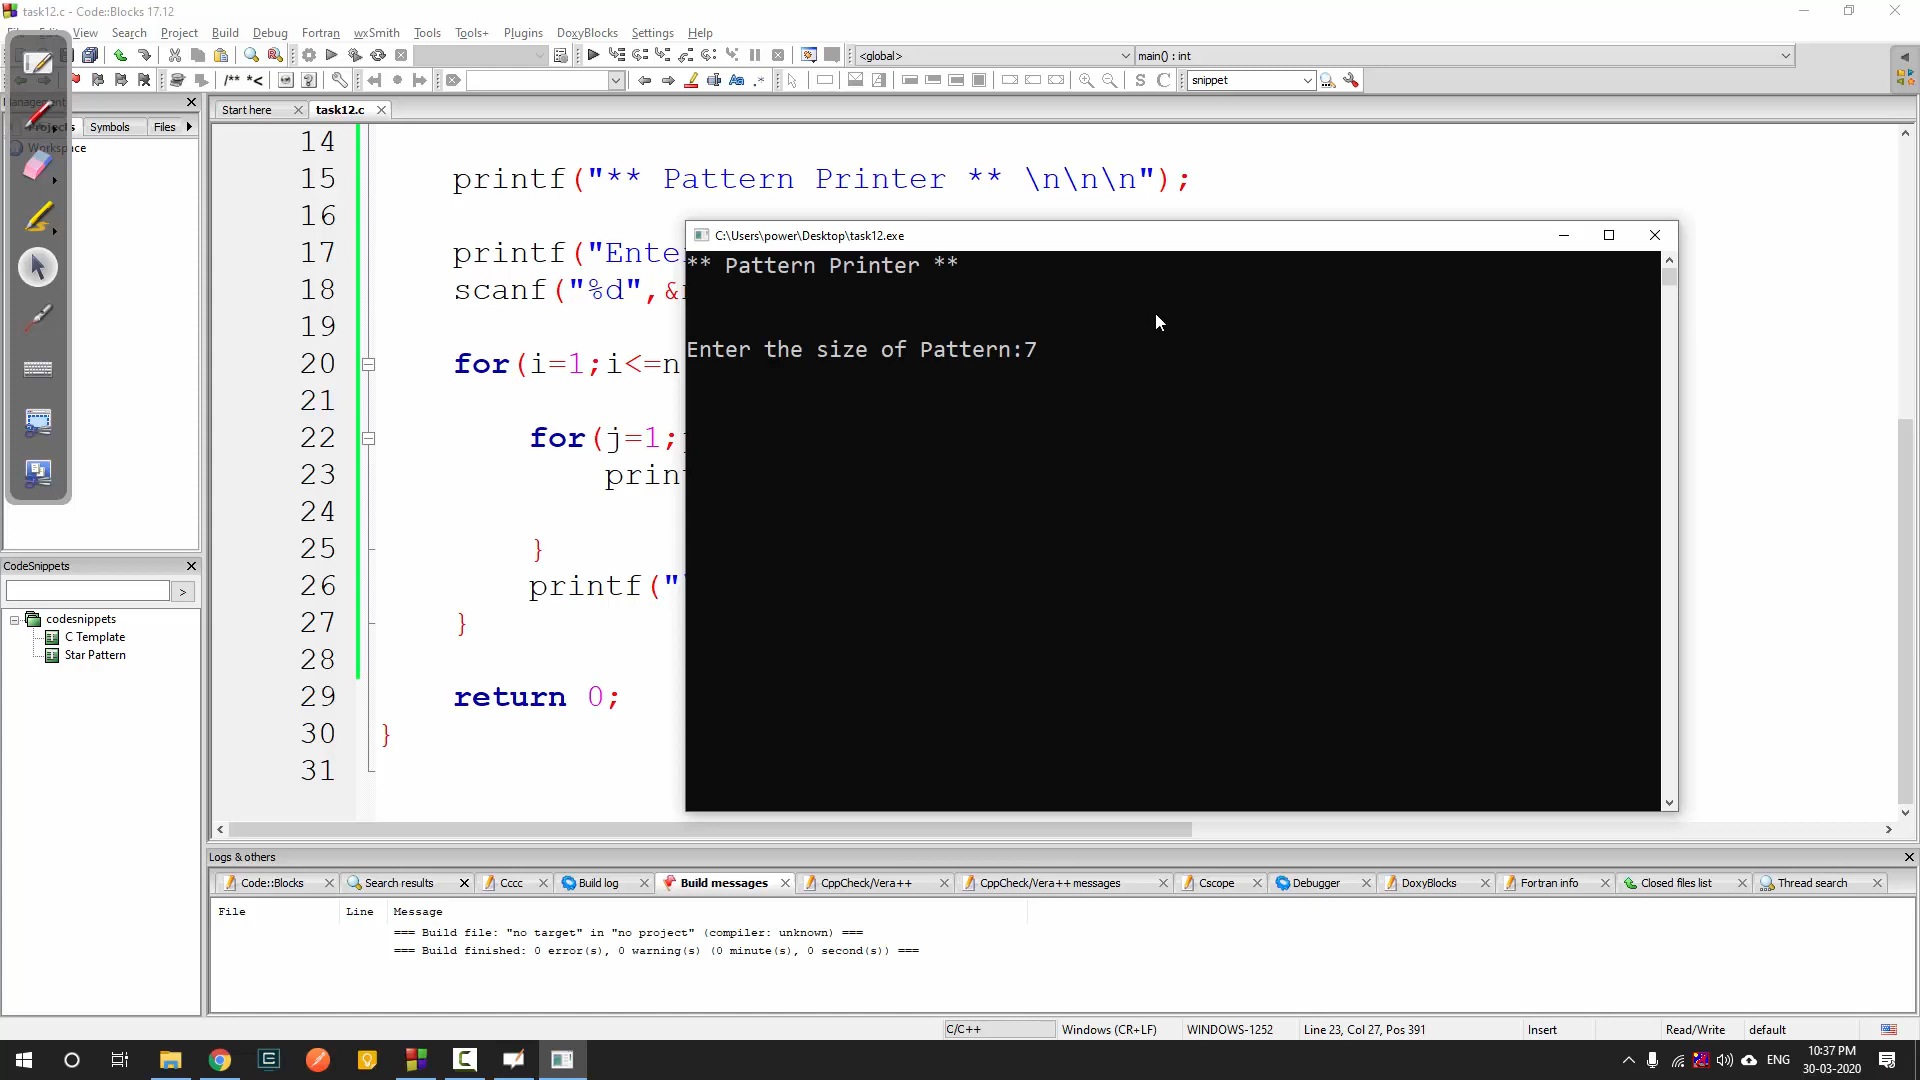 task12.c - Code::Blocks 17.12
View Search Project Build Debug Fortran wxSmith Tools Tools+ Plugins DoxyBlocks Settings Help
<global>
main() : int
/** *<
snippet
Symbols Files
Workspace
Start here task12.c
14
15 printf("** Pattern Printer ** \n\n\n");
16
17 printf("Ente
18 scanf("%d",&
19
20 for(i=1;i<=n
21
22 for(j=1;
23 prin
24
25 }
26 printf("
27 }
28
29 return 0;
30 }
31
C:\Users\power\Desktop\task12.exe
** Pattern Printer **
Enter the size of Pattern:7
CodeSnippets
>
codesnippets
C Template
Star Pattern
Logs & others
Code::Blocks Search results Cccc Build log Build messages CppCheck/Vera++ CppCheck/Vera++ messages Cscope Debugger DoxyBlocks Fortran info Closed files list Thread search
File Line Message
=== Build file: "no target" in "no project" (compiler: unknown) ===
=== Build finished: 0 error(s), 0 warning(s) (0 minute(s), 0 second(s)) ===
C/C++ Windows (CR+LF) WINDOWS-1252 Line 23, Col 27, Pos 391 Insert Read/Write default
ENG
10:37 PM
30-03-2020